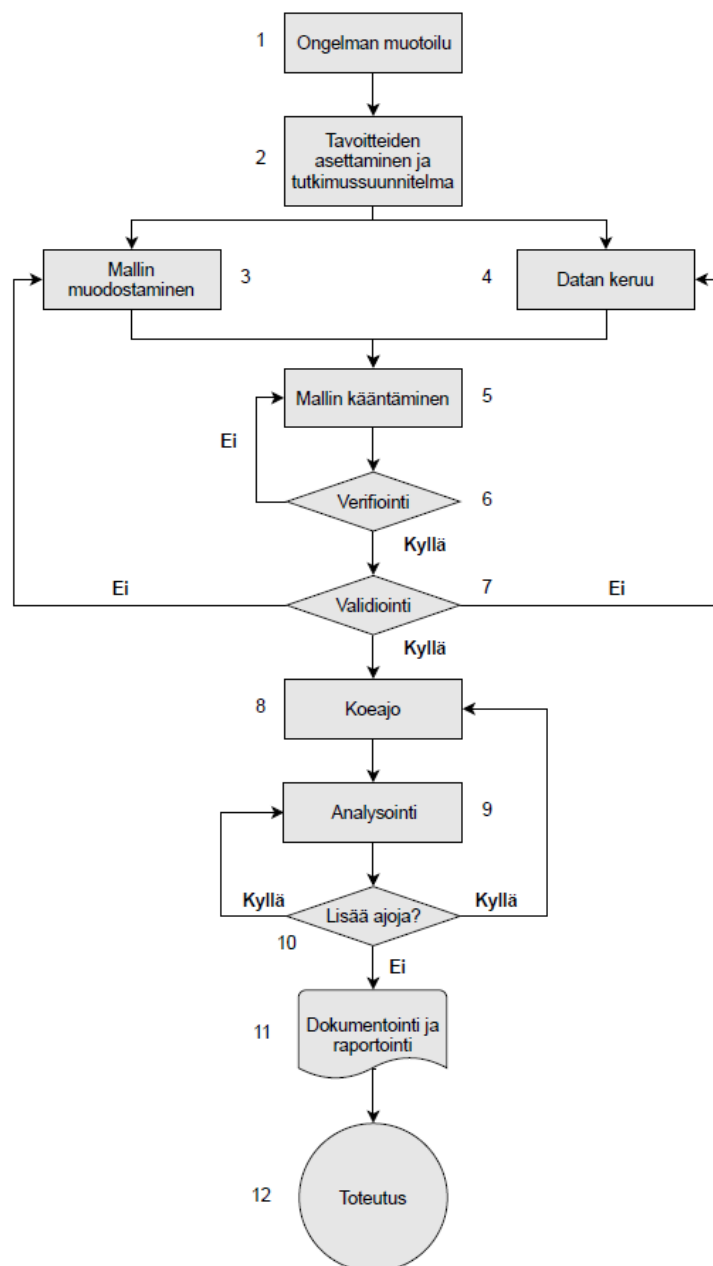 1
Ongelman muotoilu
2
Tavoitteiden
asettaminen ja
tutkimussuunnitelma
Mallin
muodostaminen
3
4
Datan keruu
Mallin kääntäminen
5
Ei
Verifiointi
6
Kyllä
Ei
Validiointi
7
Ei
Kyllä
8
Koeajo
Analysointi
9
Kyllä
Lisää ajoja?
Kyllä
10
Ei
11
Dokumentointi ja
raportointi
12
Toteutus